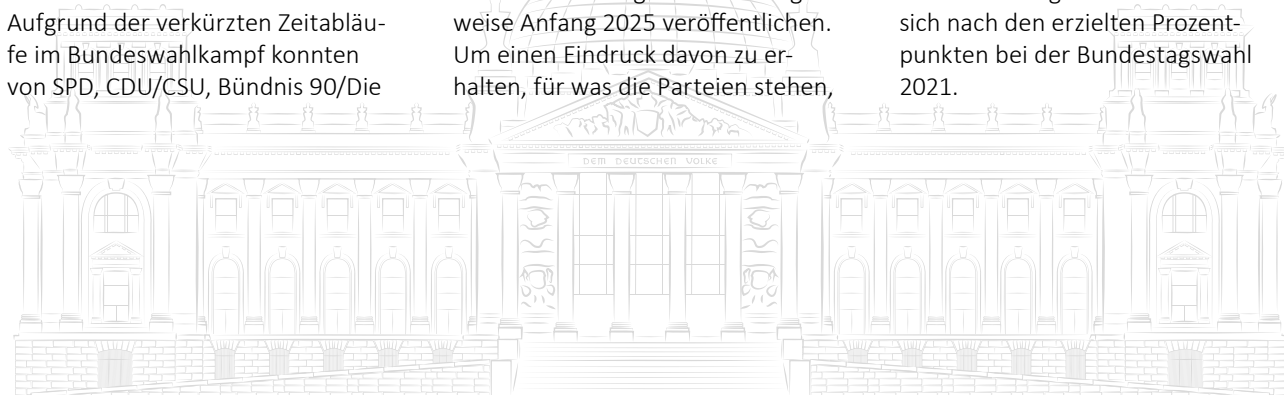 Aufgrund der verkürzten Zeitabläu-
fe im Bundeswahlkampf konnten
von SPD, CDU/CSU, Bündnis 90/Die
weise Anfang 2025 veröffentlichen.
Um einen Eindruck davon zu er-
halten, für was die Parteien stehen,
sich nach den erzielten Prozent-
punkten bei der Bundestagswahl
2021.
DEM DEUTSCHEN VOLKE